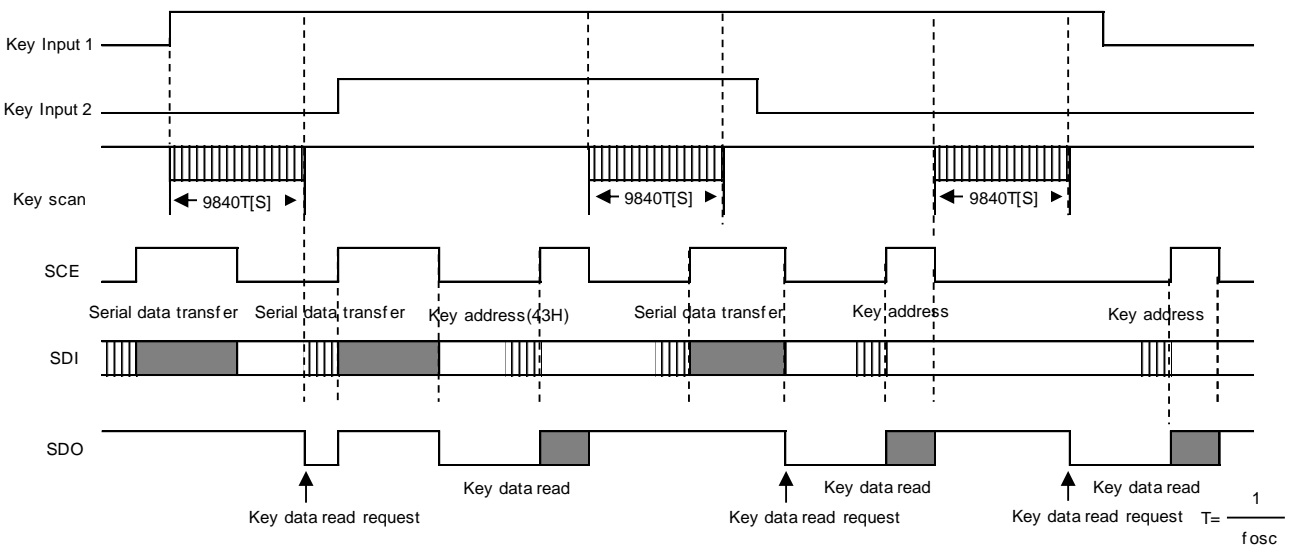 Key Input 1
Key Input 2
Key scan
9840T[S] 9840T[S] 9840T[S]
SCE
Serial data transfer Serial data transfer Key address(43H) Serial data transfer Key address Key address
SDI
SDO
Key data read Key data read Key data read
Key data read request Key data read request Key data read request T= 1
fosc